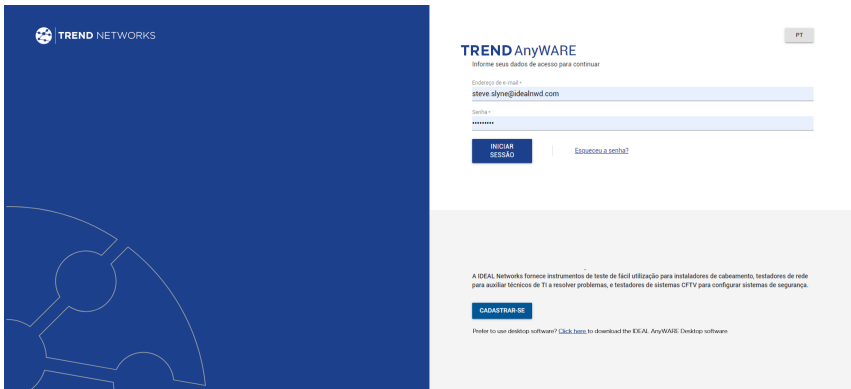 TREND NETWORKS
PT
TREND AnyWARE
Informe seus dados de acesso para continuar
Endereço de e-mail *
steve.slyne@idealnwd.com
Senha *
•••••••••
INICIAR
SESSÃO
Esqueceu a senha?
A IDEAL Networks fornece instrumentos de teste de fácil utilização para instaladores de cabeamento, testadores de rede
para auxiliar técnicos de TI a resolver problemas, e testadores de sistemas CFTV para configurar sistemas de segurança.
CADASTRAR-SE
Prefer to use desktop software? Click here to download the IDEAL AnyWARE Desktop software